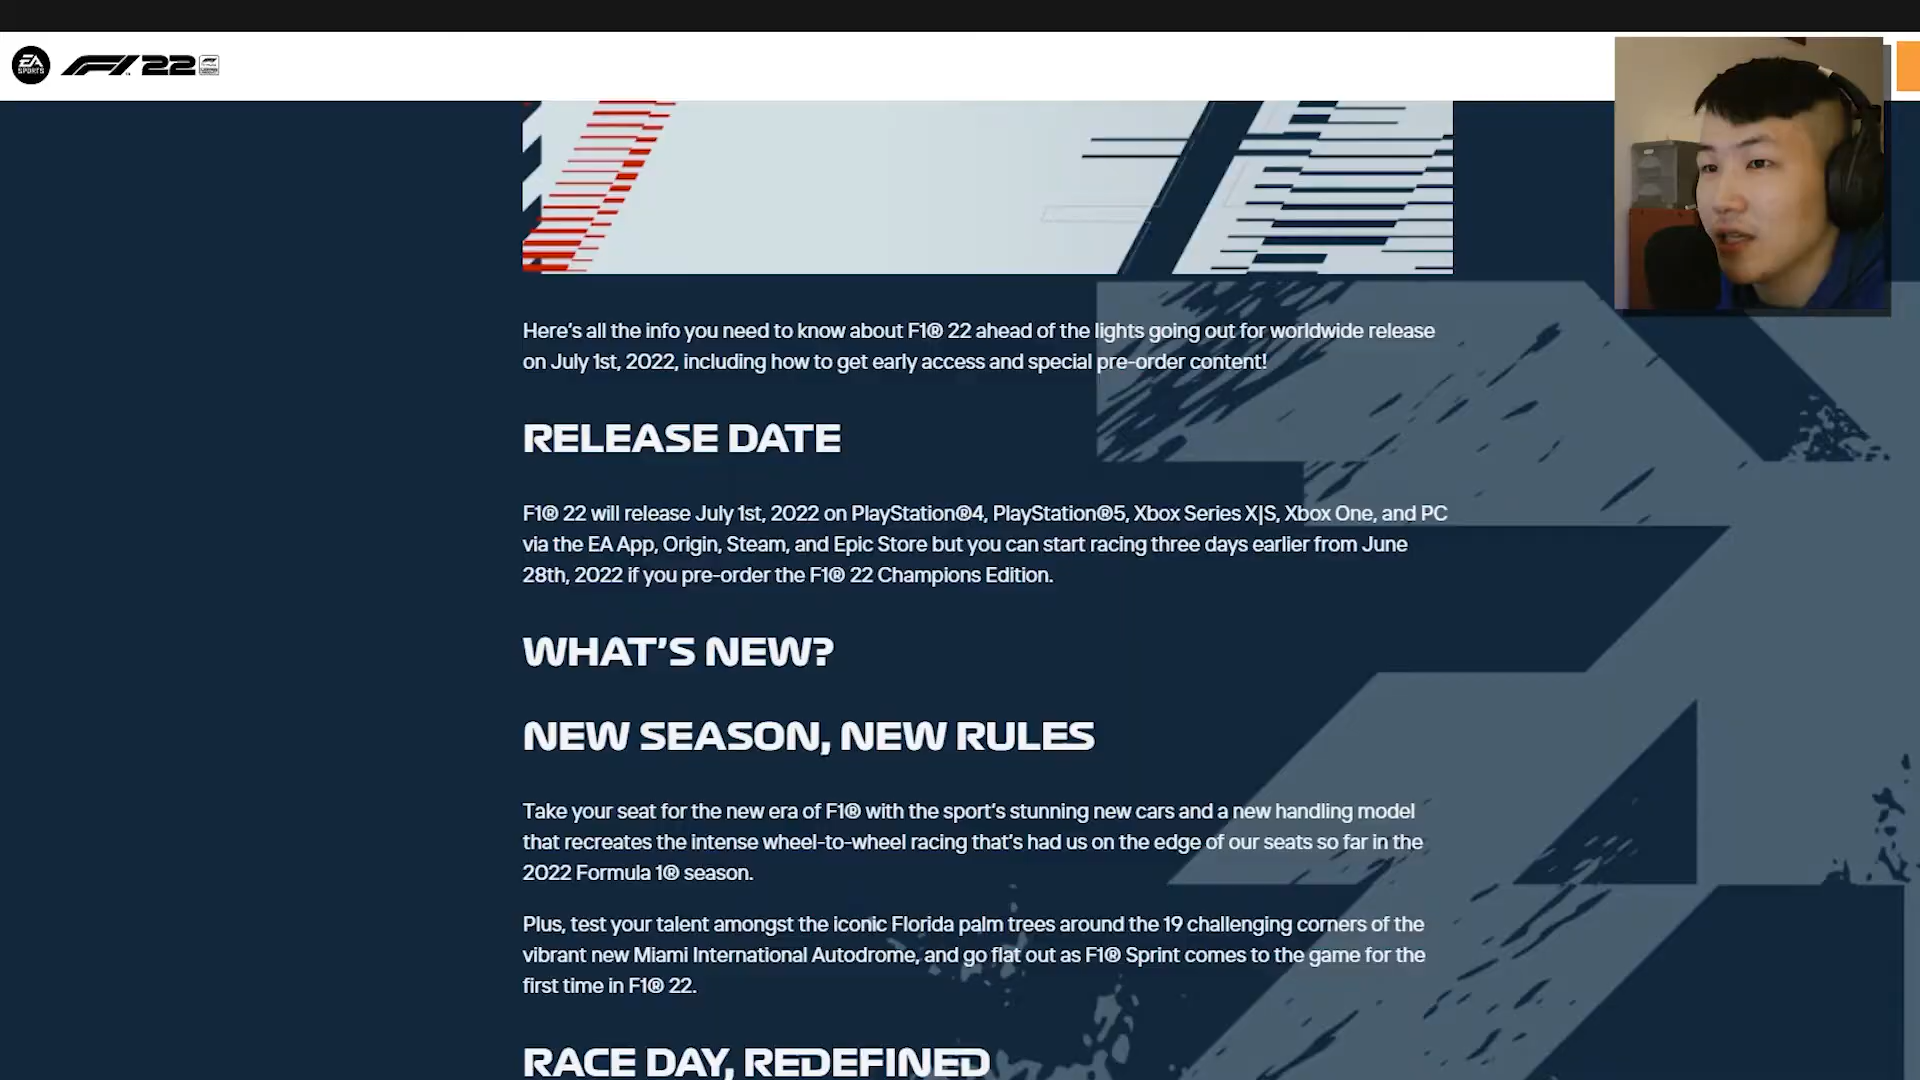 EA
SPORTS
F1 22
Here's all the info you need to know about F1® 22 ahead of the lights going out for worldwide release
on July 1st, 2022, including how to get early access and special pre-order content!
RELEASE DATE
F1® 22 will release July 1st, 2022 on PlayStation®4, PlayStation®5, Xbox Series X|S, Xbox One, and PC
via the EA App, Origin, Steam, and Epic Store but you can start racing three days earlier from June
28th, 2022 if you pre-order the F1® 22 Champions Edition.
WHAT'S NEW?
NEW SEASON, NEW RULES
Take your seat for the new era of F1® with the sport's stunning new cars and a new handling model
that recreates the intense wheel-to-wheel racing that's had us on the edge of our seats so far in the
2022 Formula 1® season.
Plus, test your talent amongst the iconic Florida palm trees around the 19 challenging corners of the
vibrant new Miami International Autodrome, and go flat out as F1® Sprint comes to the game for the
first time in F1® 22.
RACE DAY, REDEFINED